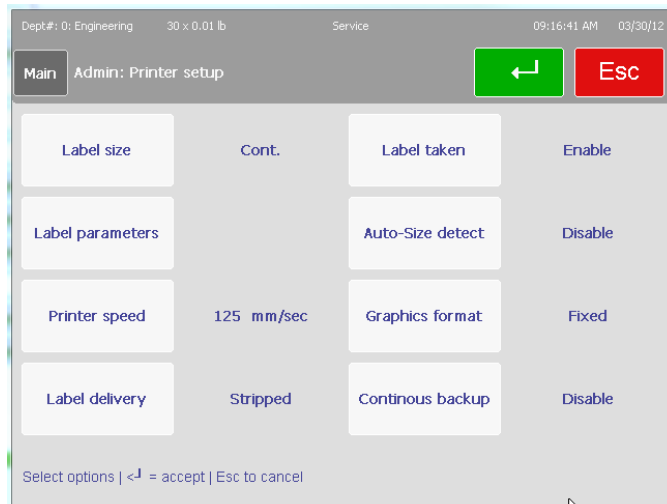 Dept#: 0: Engineering 30 x 0.01 lb Service 09:16:41 AM 03/30/12
Main Admin: Printer setup ↵ Esc
Label size Cont. Label taken Enable
Label parameters Auto-Size detect Disable
Printer speed 125 mm/sec Graphics format Fixed
Label delivery Stripped Continous backup Disable
Select options | <┘ = accept | Esc to cancel